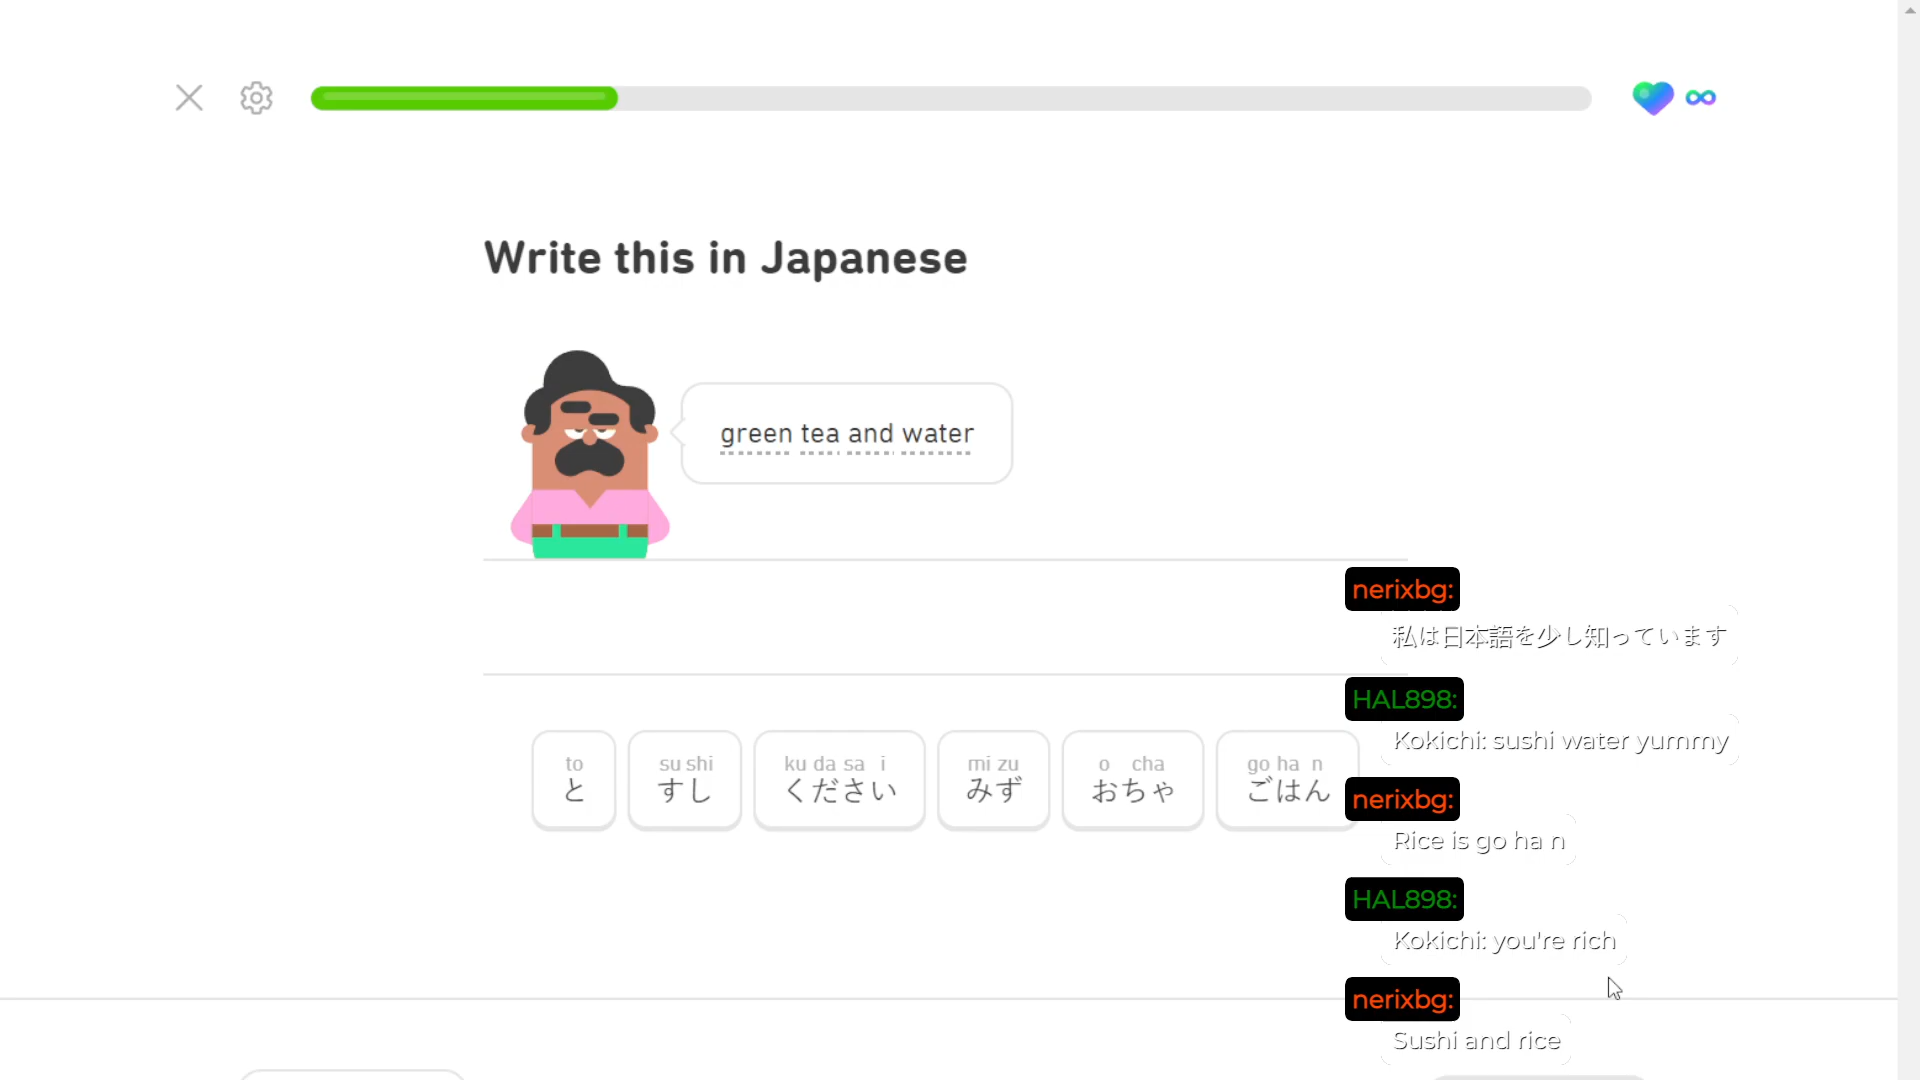 Write this in Japanese
green tea and water
to su shi ku da sa i mi zu o cha go ha n
と すし ください みず おちゃ ごはん
nerixbg:
私は日本語を少し知っています
HAL898:
Kokichi: sushi water yummy
nerixbg:
Rice is go ha n
HAL898:
Kokichi: you're rich
nerixbg:
Sushi and rice